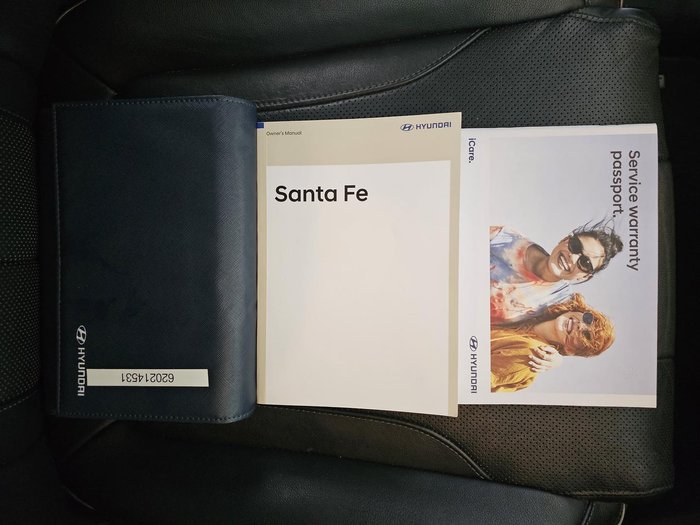 HYUNDAI
620214531
Owner's Manual
HYUNDAI
Santa Fe
iCare.
Service warranty
passport.
HYUNDAI